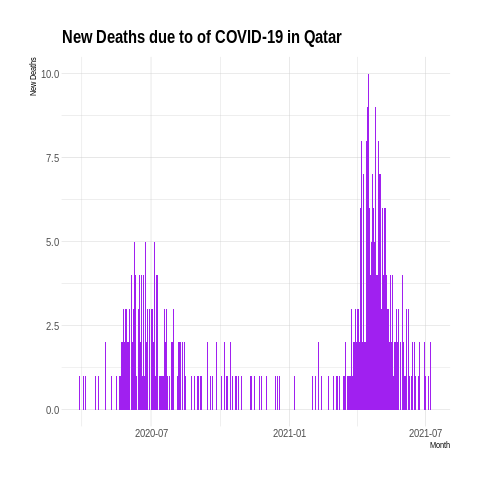 New Deaths due to of COVID-19 in Qatar
New Deaths
10.0
7.5
5.0
2.5
0.0
2020-07
2021-01
2021-07
Month